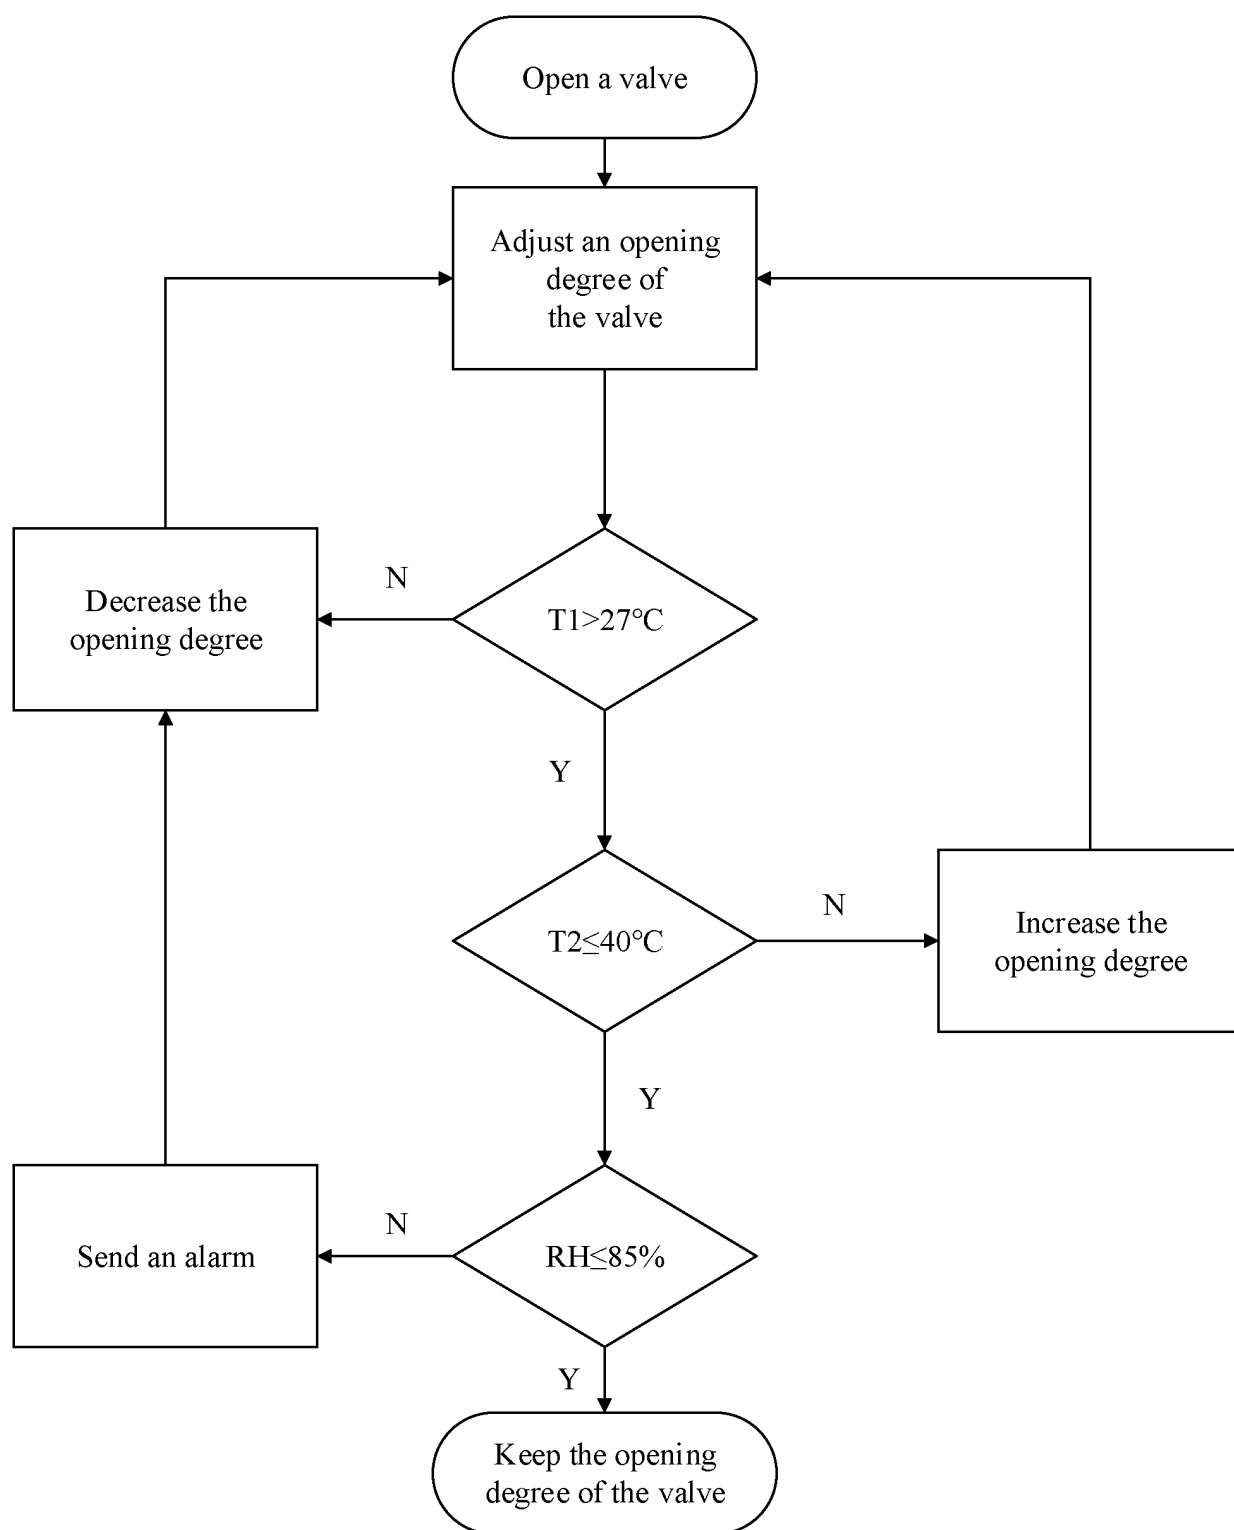 Open a valve
Adjust an opening
degree of
the valve
N
Decrease the
opening degree
T1>27°C
Y
N
T2≤40°C
Increase the
opening degree
Y
N
Send an alarm
RH≤85%
Y
Keep the opening
degree of the valve